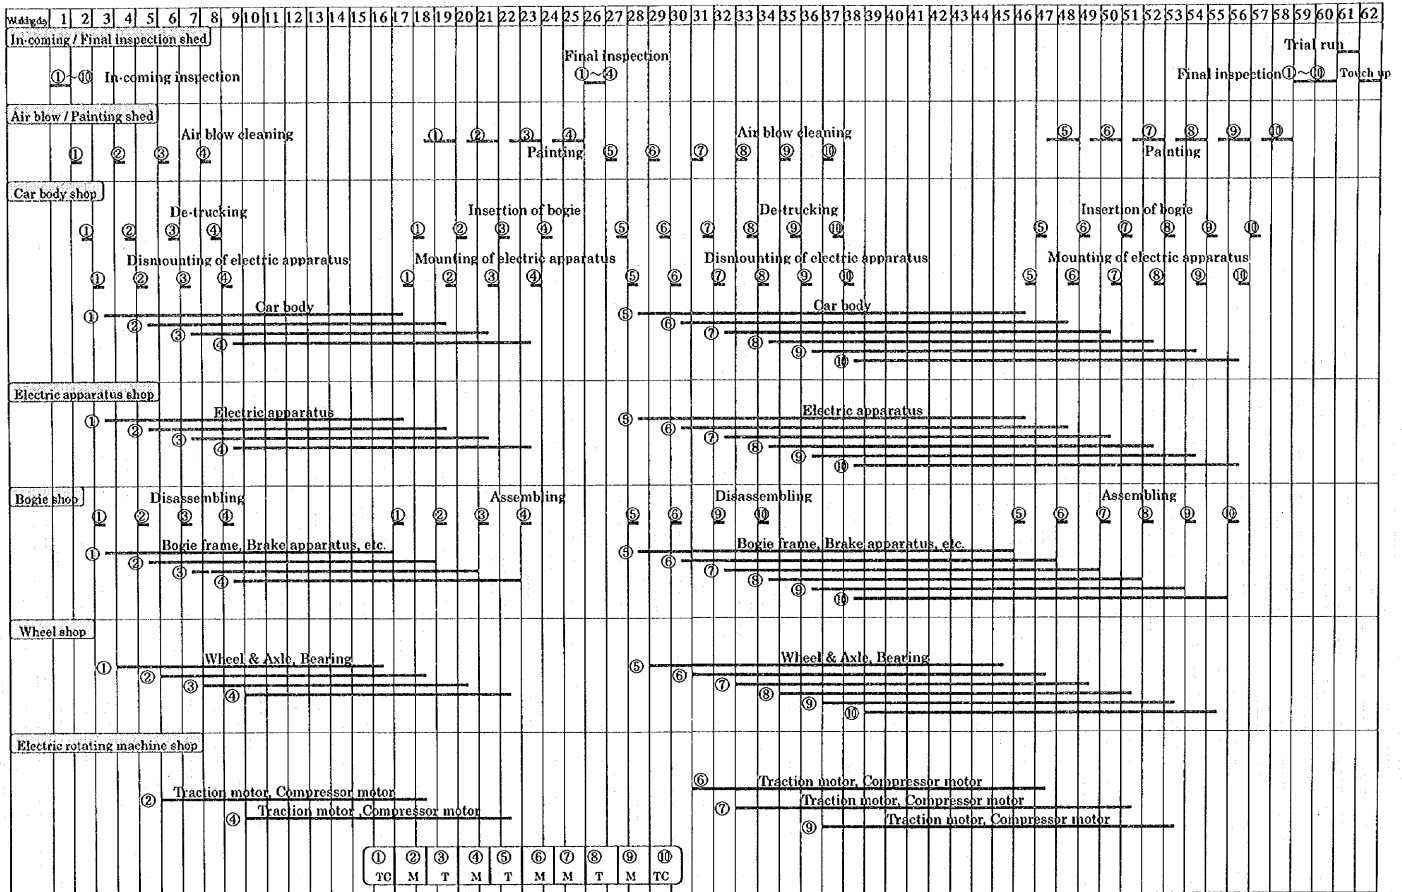 Working day 1 2 3 4 5 6 7 8 9 10 11 12 13 14 15 16 17 18 19 20 21 22 23 24 25 26 27 28 29 30 31 32 33 34 35 36 37 38 39 40 41 42 43 44 45 46 47 48 49 50 51 52 53 54 55 56 57 58 59 60 61 62
In-coming / Final inspection shed
Trial run
Final inspection
①~⑩ In-coming inspection
①~④
Final inspection ①~⑩ Touch up
Air blow / Painting shed
Air blow cleaning
① ② ③ ④
Air blow cleaning
⑤ ⑥ ⑦ ⑧ ⑨ ⑩
① ② ③ ④
Painting
⑤ ⑥ ⑦ ⑧ ⑨ ⑩
Painting
Car body shop
De-trucking
Insertion of bogie
De-trucking
Insertion of bogie
① ② ③ ④ ① ② ③ ④ ⑤ ⑥ ⑦ ⑧ ⑨ ⑩ ⑤ ⑥ ⑦ ⑧ ⑨ ⑩
Dismounting of electric apparatus
Mounting of electric apparatus
Dismounting of electric apparatus
Mounting of electric apparatus
① ② ③ ④ ① ② ③ ④ ⑤ ⑥ ⑦ ⑧ ⑨ ⑩ ⑤ ⑥ ⑦ ⑧ ⑨ ⑩
Car body
Car body
① ⑤
② ⑥
③ ⑦
④ ⑧
⑨
⑩
Electric apparatus shop
Electric apparatus
Electric apparatus
① ⑤
② ⑥
③ ⑦
④ ⑧
⑨
⑩
Bogie shop
Disassembling
Assembling
Disassembling
Assembling
① ② ③ ④ ① ② ③ ④ ⑤ ⑥ ⑨ ⑩ ⑤ ⑥ ⑦ ⑧ ⑨ ⑩
Bogie frame, Brake apparatus, etc.
Bogie frame, Brake apparatus, etc.
① ⑤
② ⑥
③ ⑦
④ ⑧
⑨
⑩
Wheel shop
Wheel & Axle, Bearing
Wheel & Axle, Bearing
① ⑤
② ⑥
③ ⑦
④ ⑧
⑨
⑩
Electric rotating machine shop
⑥ Traction motor, Compressor motor
② Traction motor, Compressor motor
⑦ Traction motor, Compressor motor
④ Traction motor ,Compressor motor
⑨ Traction motor, Compressor motor
① ② ③ ④ ⑤ ⑥ ⑦ ⑧ ⑨ ⑩
TC M T M T M M T M TC